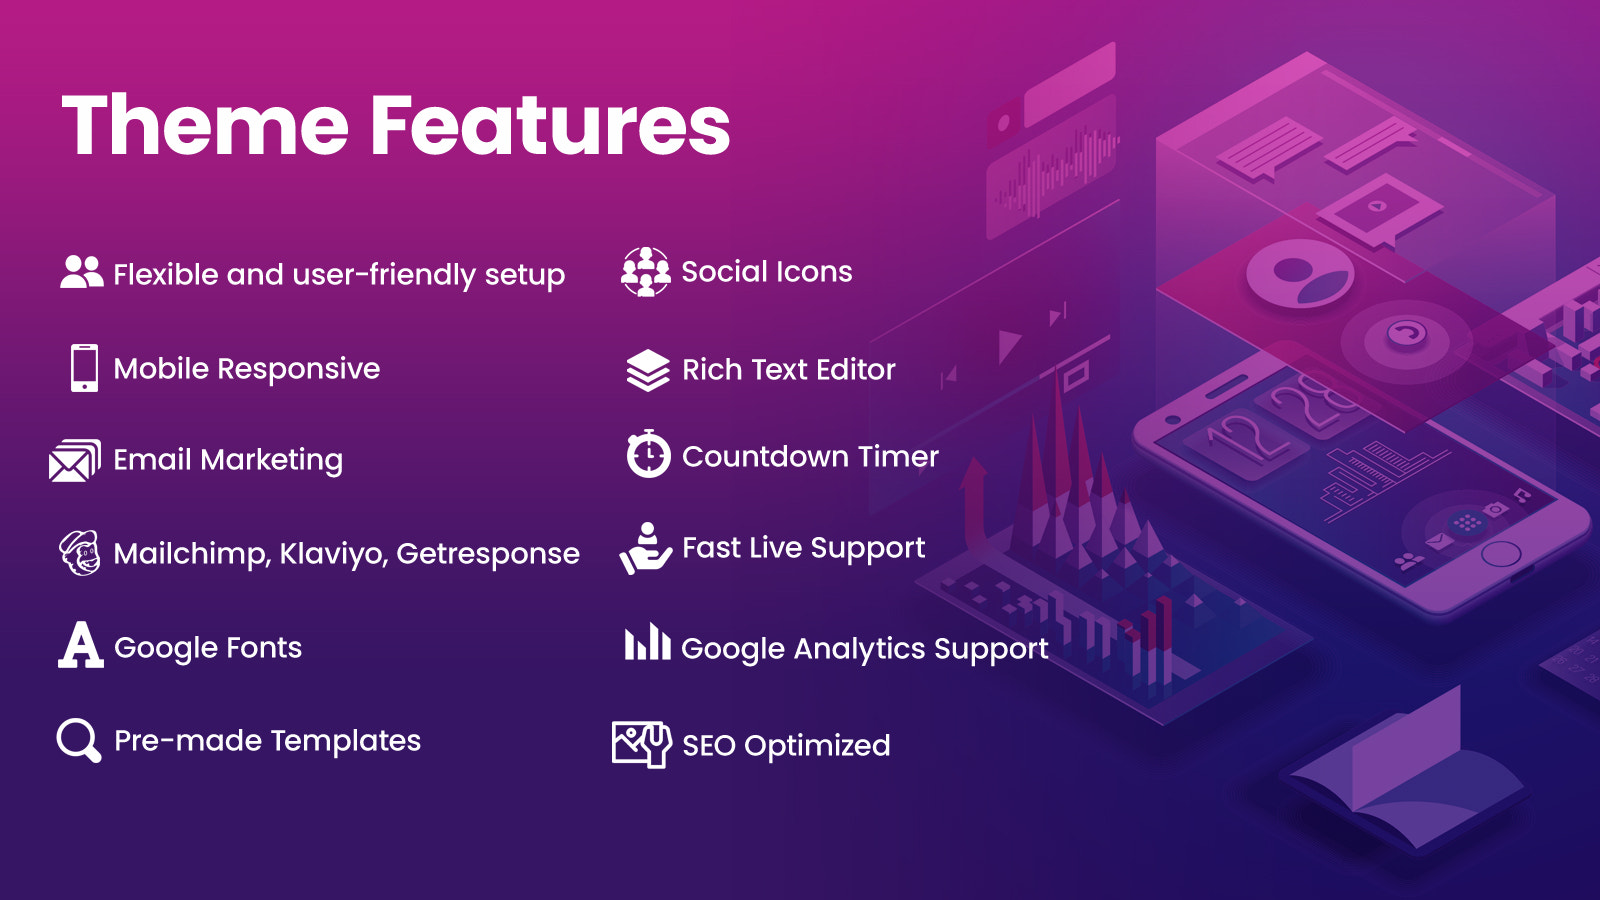 Theme Features
Flexible and user-friendly setup
Mobile Responsive
Email Marketing
Mailchimp, Klaviyo, Getresponse
Google Fonts
Pre-made Templates
Social Icons
Rich Text Editor
Countdown Timer
Fast Live Support
Google Analytics Support
SEO Optimized
12
28